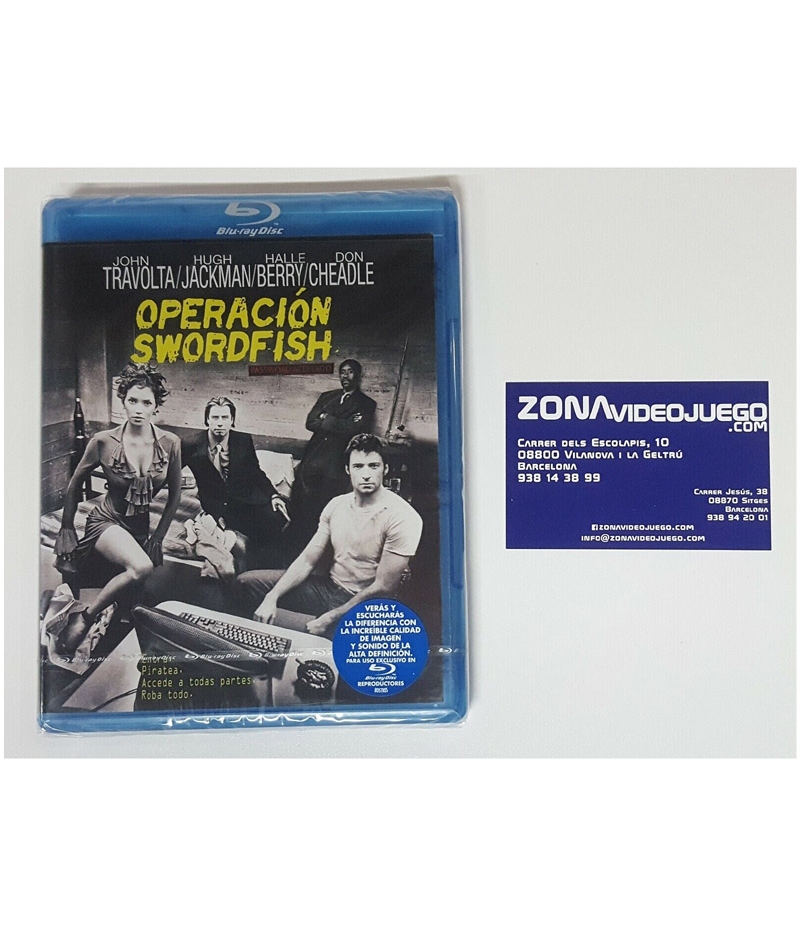 Blu-ray Disc
JOHN HUGH HALLE DON
TRAVOLTA/JACKMAN/BERRY/CHEADLE
OPERACIÓN
SWORDFISH
Entra.
Piratea.
Accede a todas partes.
Roba todo.
VERÁS Y
ESCUCHARÁS
LA DIFERENCIA CON
LA INCREÍBLE CALIDAD
DE IMAGEN
Y SONIDO DE LA
ALTA DEFINICIÓN.
PARA USO EXCLUSIVO EN
Blu-ray Disc
REPRODUCTORES
ZONAVIDEOJUEGO
.COM
CARRER DELS ESCOLAPIS, 10
08800 VILANOVA I LA GELTRÚ
BARCELONA
938 14 38 99
CARRER JESÚS, 38
08870 SITGES
BARCELONA
938 94 20 01
ZONAVIDEOJUEGO.COM
INFO@ZONAVIDEOJUEGO.COM